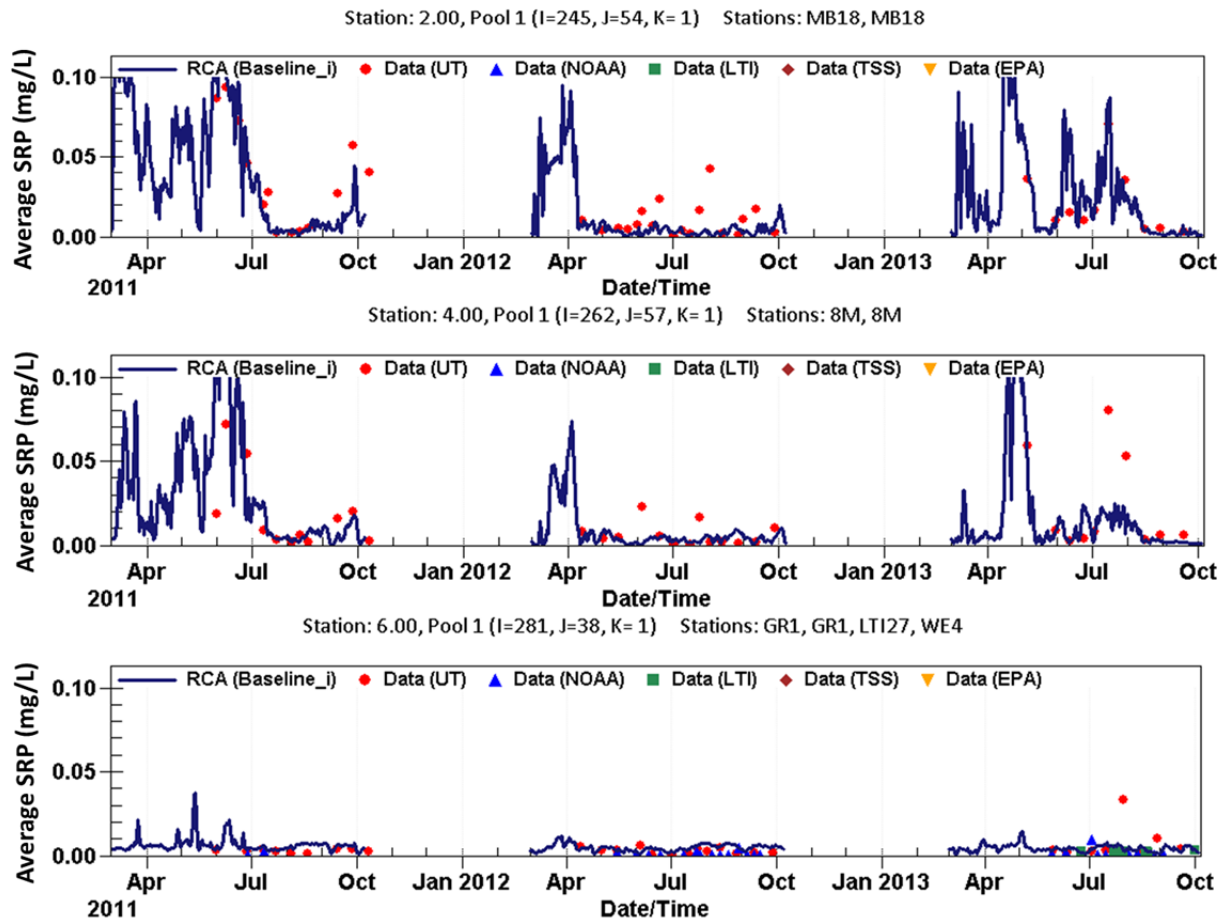 Station: 2.00, Pool 1 (I=245, J=54, K= 1) Stations: MB18, MB18
RCA (Baseline_i) Data (UT) Data (NOAA) Data (LTI) Data (TSS) Data (EPA)
Average SRP (mg/L)
0.10
0.05
0.00
Apr Jul Oct Jan 2012 Apr Jul Oct Jan 2013 Apr Jul Oct
2011 Date/Time
Station: 4.00, Pool 1 (I=262, J=57, K= 1) Stations: 8M, 8M
RCA (Baseline_i) Data (UT) Data (NOAA) Data (LTI) Data (TSS) Data (EPA)
Average SRP (mg/L)
0.10
0.05
0.00
Apr Jul Oct Jan 2012 Apr Jul Oct Jan 2013 Apr Jul Oct
2011 Date/Time
Station: 6.00, Pool 1 (I=281, J=38, K= 1) Stations: GR1, GR1, LTI27, WE4
RCA (Baseline_i) Data (UT) Data (NOAA) Data (LTI) Data (TSS) Data (EPA)
Average SRP (mg/L)
0.10
0.05
0.00
Apr Jul Oct Jan 2012 Apr Jul Oct Jan 2013 Apr Jul Oct
2011 Date/Time